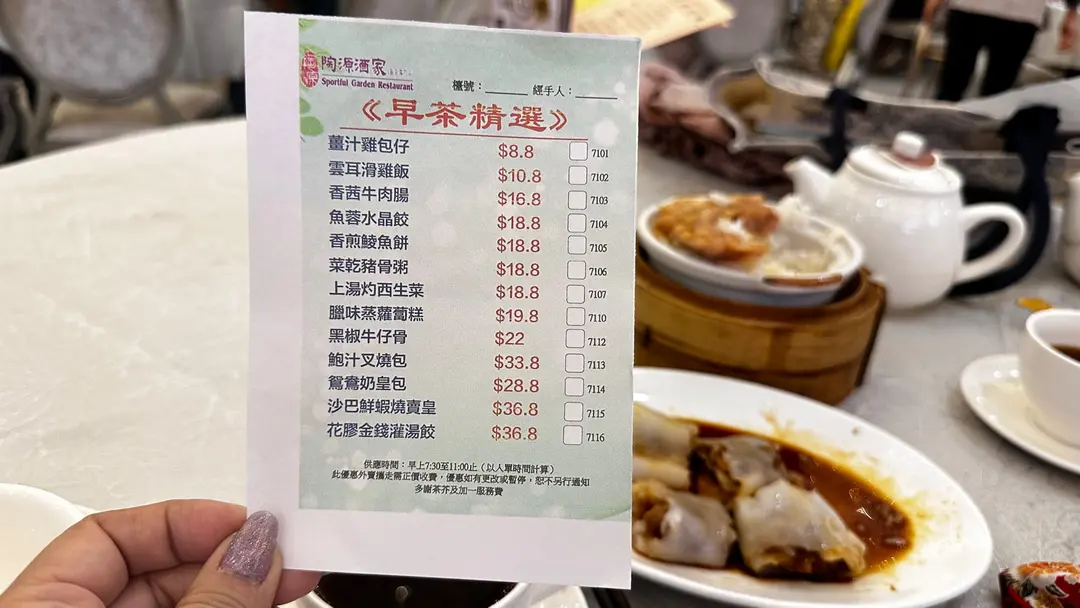 陶源酒家
Sportful Garden Restaurant
檯號：______ 經手人：______
《早茶精選》
薑汁雞包仔 $8.8 7101
雲耳滑雞飯 $10.8 7102
香茜牛肉腸 $16.8 7103
魚蓉水晶餃 $18.8 7104
香煎鯪魚餅 $18.8 7105
菜乾豬骨粥 $18.8 7106
上湯灼西生菜 $18.8 7107
臘味蒸蘿蔔糕 $19.8 7110
黑椒牛仔骨 $22 7112
鮑汁叉燒包 $33.8 7113
鴛鴦奶皇包 $28.8 7114
沙巴鮮蝦燒賣皇 $36.8 7115
花膠金錢灌湯餃 $36.8 7116
供應時間：早上7:30至11:00止（以入單時間計算）
此優惠外賣攜走需正價收費，優惠如有更改或暫停，恕不另行通知
多謝茶芥及加一服務費